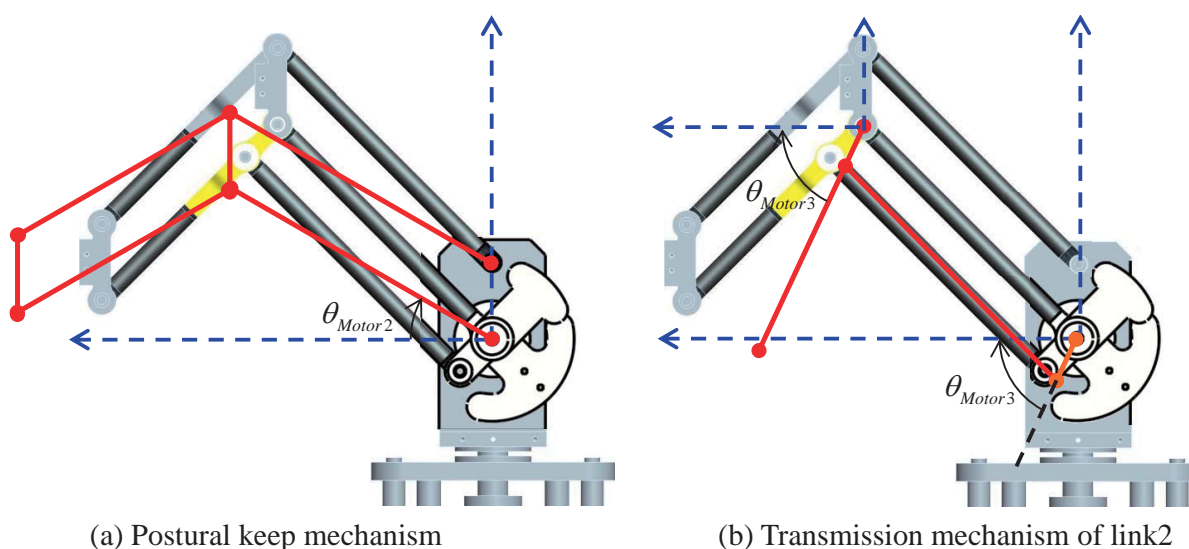 θMotor2
θMotor3
θMotor3
(a) Postural keep mechanism
(b) Transmission mechanism of link2